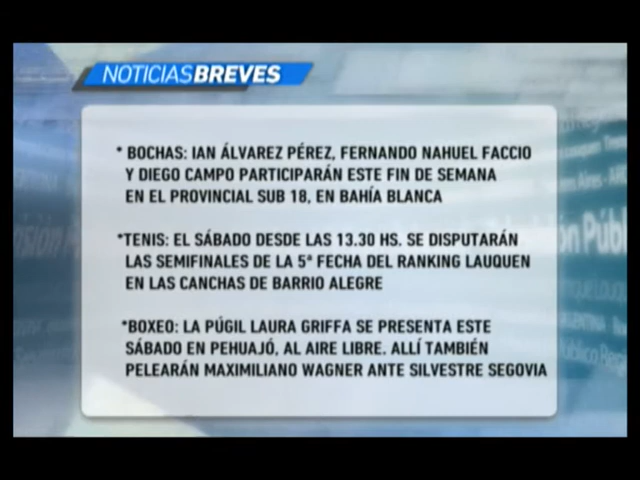 NOTICIAS BREVES
* BOCHAS: IAN ÁLVAREZ PÉREZ, FERNANDO NAHUEL FACCIO
Y DIEGO CAMPO PARTICIPARÁN ESTE FIN DE SEMANA
EN EL PROVINCIAL SUB 18, EN BAHÍA BLANCA
*TENIS: EL SÁBADO DESDE LAS 13.30 HS. SE DISPUTARÁN
LAS SEMIFINALES DE LA 5ª FECHA DEL RANKING LAUQUEN
EN LAS CANCHAS DE BARRIO ALEGRE
*BOXEO: LA PÚGIL LAURA GRIFFA SE PRESENTA ESTE
SÁBADO EN PEHUAJÓ, AL AIRE LIBRE. ALLÍ TAMBIÉN
PELEARÁN MAXIMILIANO WAGNER ANTE SILVESTRE SEGOVIA